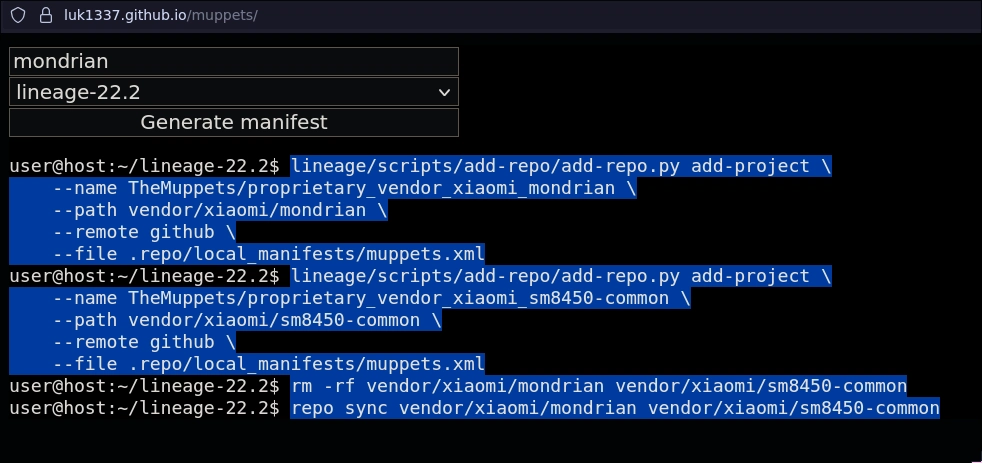 luk1337.github.io/muppets/
mondrian
lineage-22.2
Generate manifest
user@host:~/lineage-22.2$ lineage/scripts/add-repo/add-repo.py add-project \
    --name TheMuppets/proprietary_vendor_xiaomi_mondrian \
    --path vendor/xiaomi/mondrian \
    --remote github \
    --file .repo/local_manifests/muppets.xml
user@host:~/lineage-22.2$ lineage/scripts/add-repo/add-repo.py add-project \
    --name TheMuppets/proprietary_vendor_xiaomi_sm8450-common \
    --path vendor/xiaomi/sm8450-common \
    --remote github \
    --file .repo/local_manifests/muppets.xml
user@host:~/lineage-22.2$ rm -rf vendor/xiaomi/mondrian vendor/xiaomi/sm8450-common
user@host:~/lineage-22.2$ repo sync vendor/xiaomi/mondrian vendor/xiaomi/sm8450-common